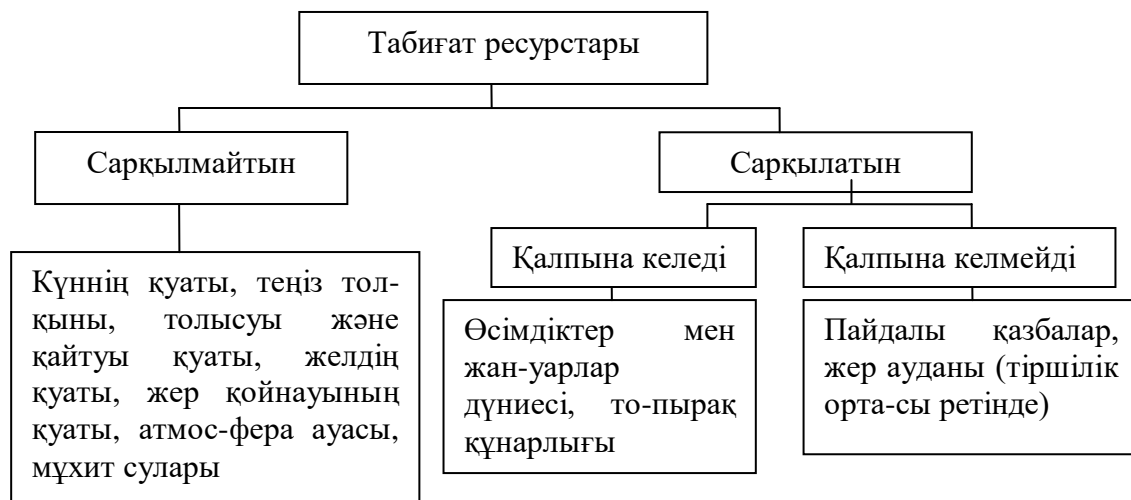 Табиғат ресурстары
Сарқылмайтын
Сарқылатын
Қалпына келеді
Қалпына келмейді
Күннің қуаты, теңіз тол-
қыны, толысуы және
қайтуы қуаты, желдің
қуаты, жер қойнауының
қуаты, атмос-фера ауасы,
мұхит сулары
Өсімдіктер мен
жан-уарлар
дүниесі, то-пырақ
құнарлығы
Пайдалы қазбалар,
жер ауданы (тіршілік
орта-сы ретінде)